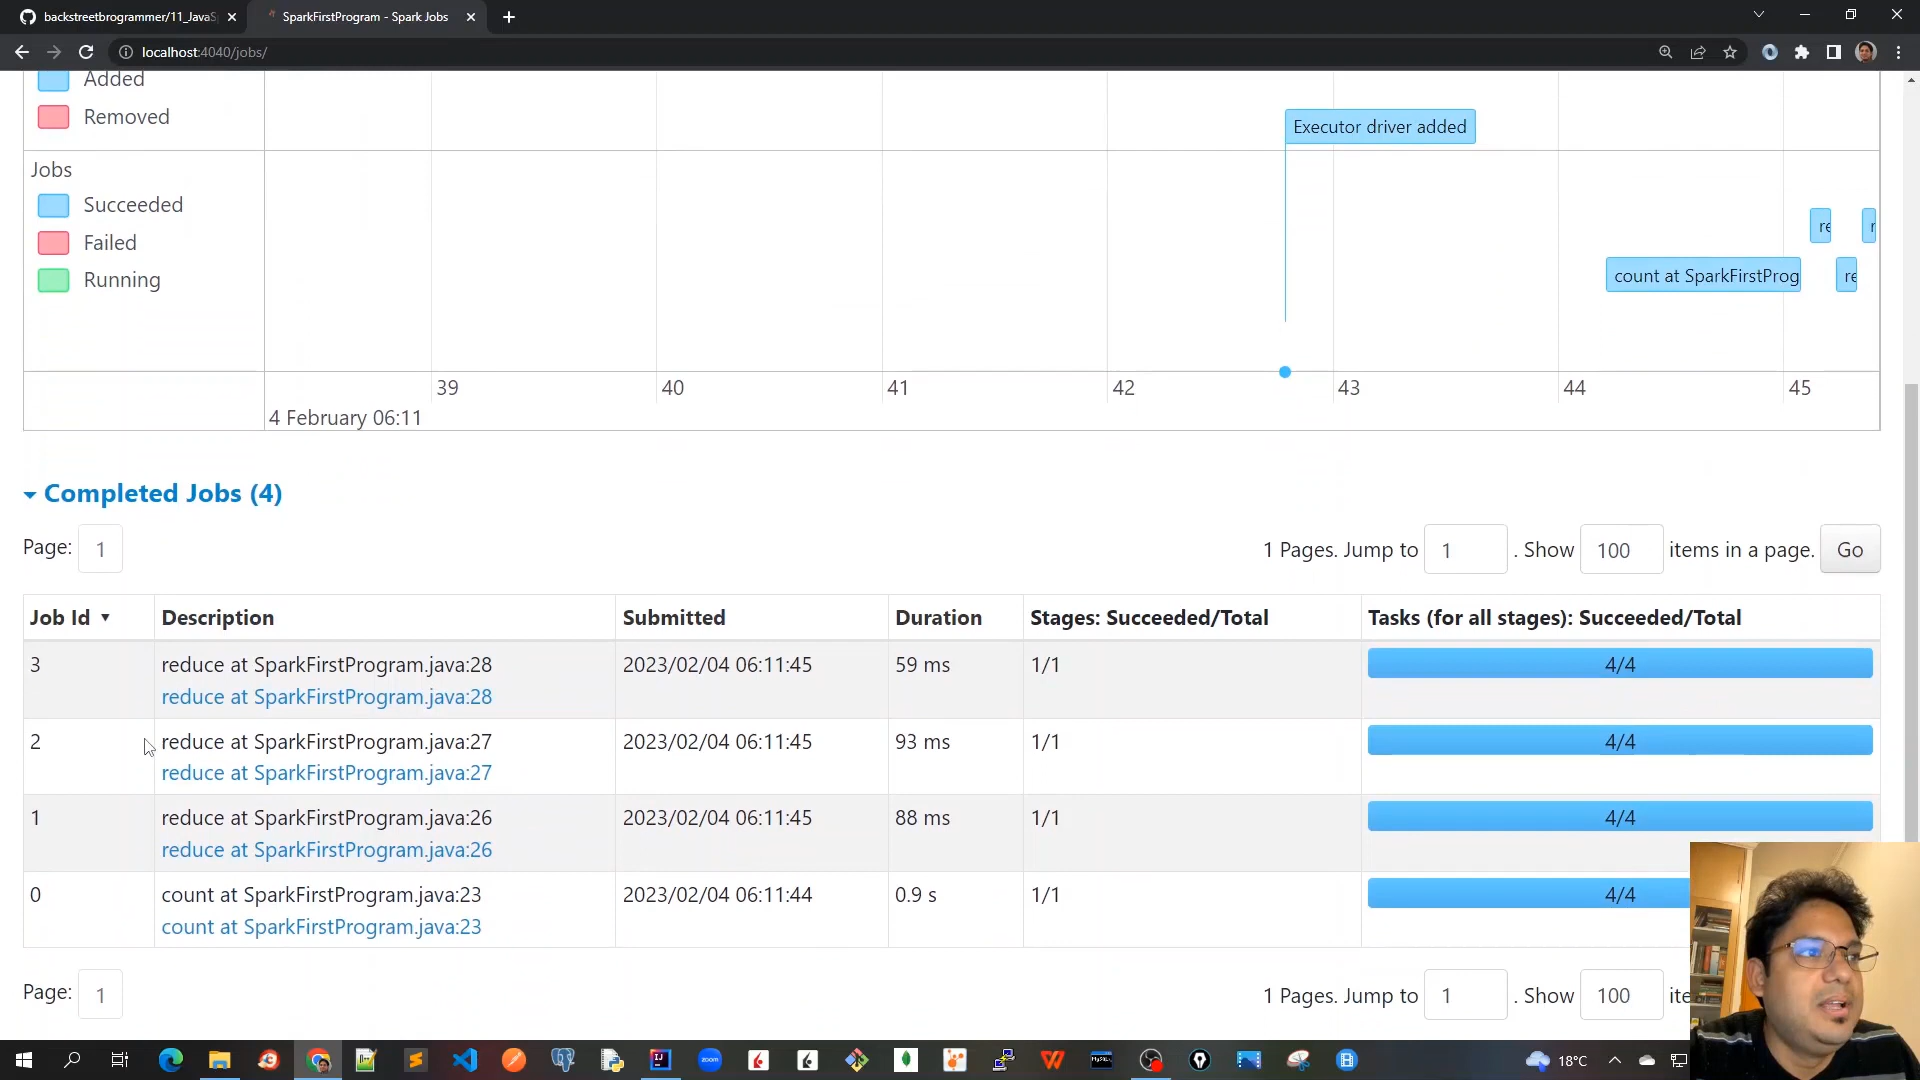 backstreetbrogrammer/11_JavaS
SparkFirstProgram - Spark Jobs
localhost:4040/jobs/
Added
Removed
Executor driver added
Jobs
Succeeded
Failed
Running
re
r
count at SparkFirstProg
re
39
40
41
42
43
44
45
4 February 06:11
Completed Jobs (4)
Page: 1
1 Pages. Jump to 1 . Show 100 items in a page. Go
Job Id ▼ Description Submitted Duration Stages: Succeeded/Total Tasks (for all stages): Succeeded/Total
3 reduce at SparkFirstProgram.java:28 2023/02/04 06:11:45 59 ms 1/1 4/4
reduce at SparkFirstProgram.java:28
2 reduce at SparkFirstProgram.java:27 2023/02/04 06:11:45 93 ms 1/1 4/4
reduce at SparkFirstProgram.java:27
1 reduce at SparkFirstProgram.java:26 2023/02/04 06:11:45 88 ms 1/1 4/4
reduce at SparkFirstProgram.java:26
0 count at SparkFirstProgram.java:23 2023/02/04 06:11:44 0.9 s 1/1 4/4
count at SparkFirstProgram.java:23
Page: 1
1 Pages. Jump to 1 . Show 100 ite
18°C